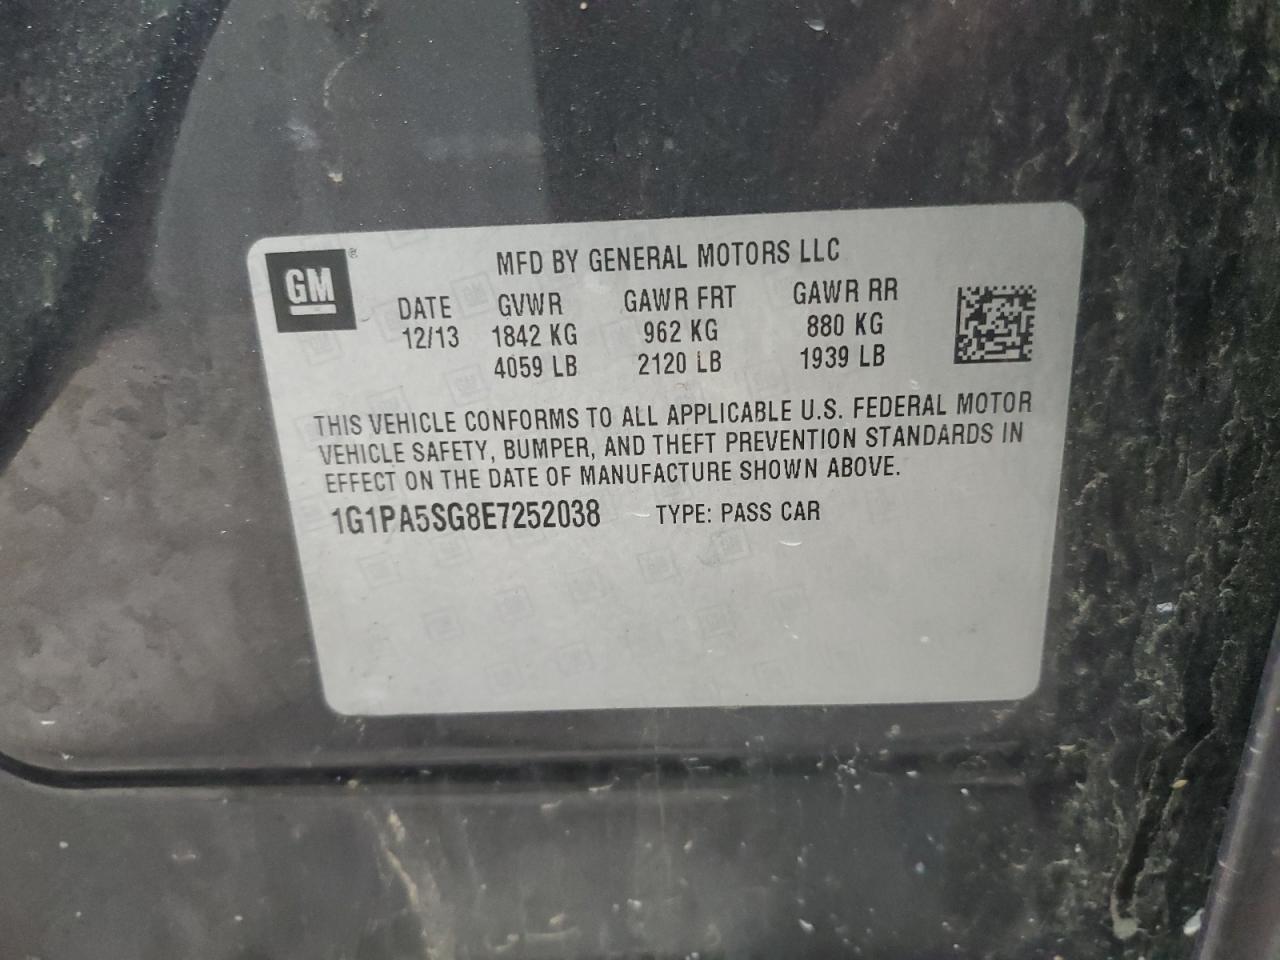 GM ®
MFD BY GENERAL MOTORS LLC
DATE GVWR GAWR FRT GAWR RR
12/13 1842 KG 962 KG 880 KG
4059 LB 2120 LB 1939 LB
THIS VEHICLE CONFORMS TO ALL APPLICABLE U.S. FEDERAL MOTOR
VEHICLE SAFETY, BUMPER, AND THEFT PREVENTION STANDARDS IN
EFFECT ON THE DATE OF MANUFACTURE SHOWN ABOVE.
1G1PA5SG8E7252038 TYPE: PASS CAR